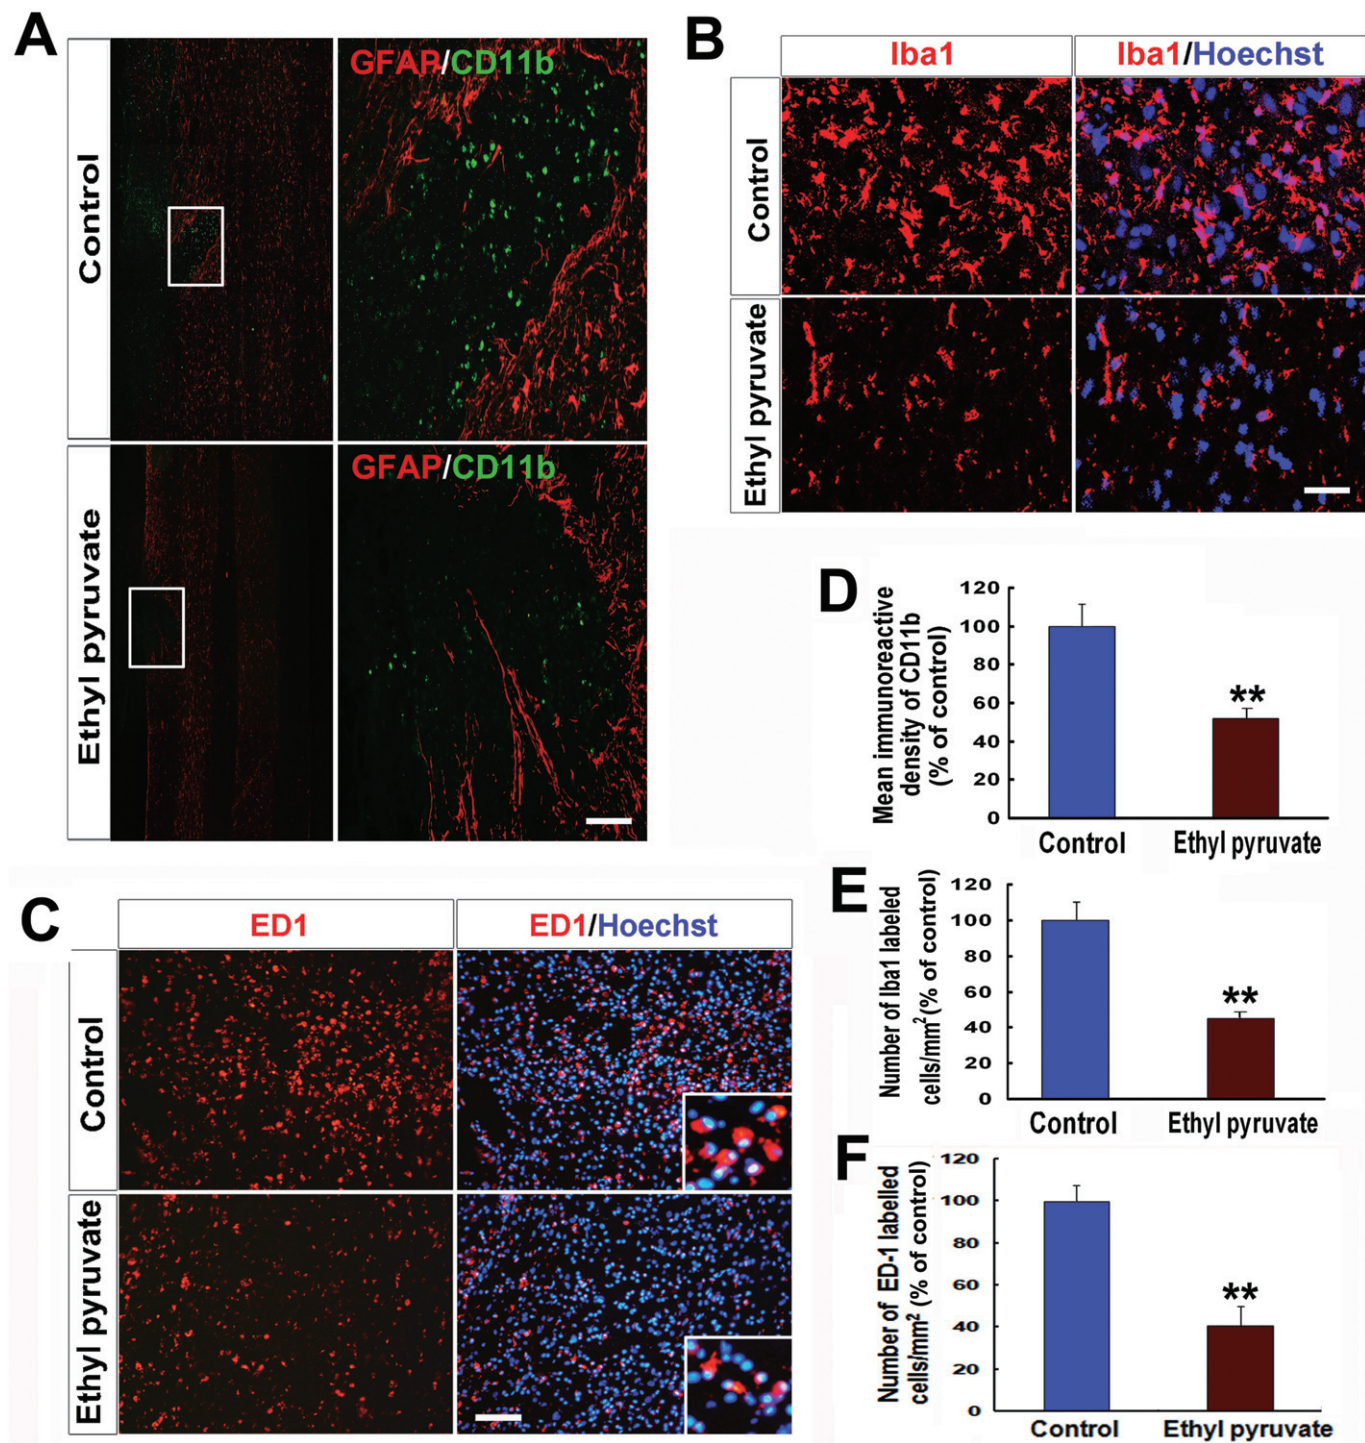 A
GFAP/CD11b
Control
GFAP/CD11b
Ethyl pyruvate
B
Iba1
Iba1/Hoechst
Control
Ethyl pyruvate
C
ED1
ED1/Hoechst
Control
Ethyl pyruvate
D
Mean immunoreactive
density of CD11b
(% of control)
120
100
80
60
40
20
0
**
Control
Ethyl pyruvate
E
Number of Iba1 labeled
cells/mm² (% of control)
120
100
80
60
40
20
0
**
Control
Ethyl pyruvate
F
Number of ED-1 labelled
cells/mm² (% of control)
120
100
80
60
40
20
0
**
Control
Ethyl pyruvate